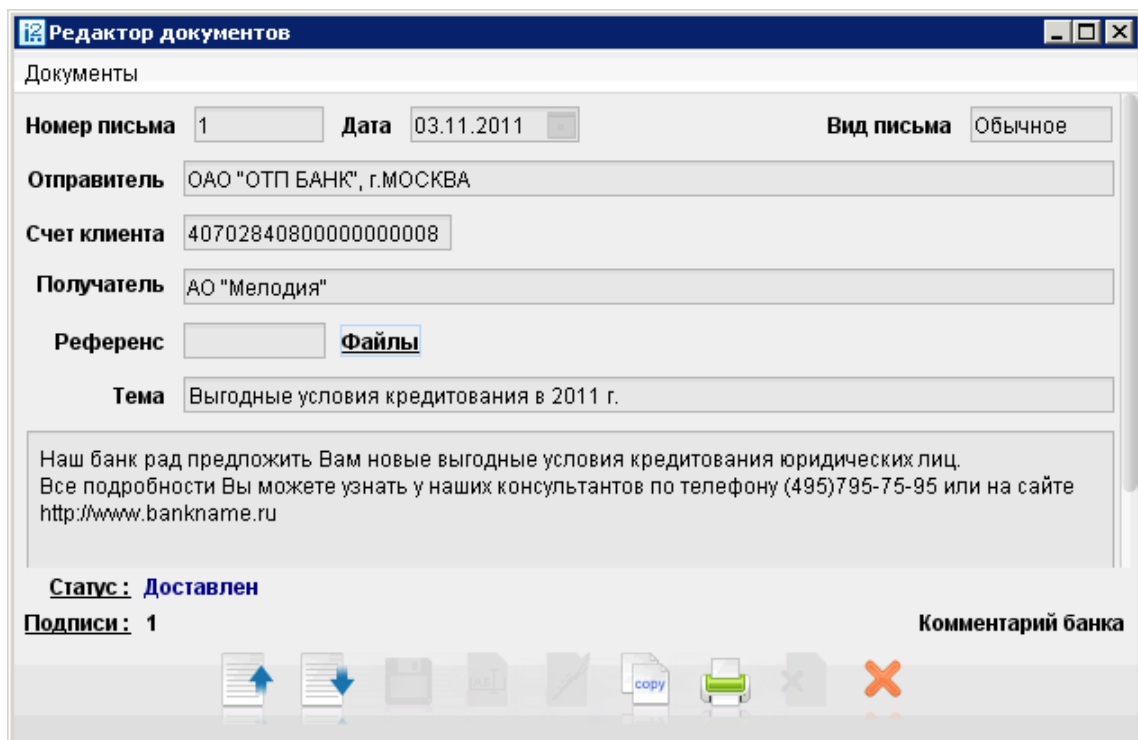 Редактор документов
Документы
Номер письма 1 Дата 03.11.2011 Вид письма Обычное
Отправитель ОАО "ОТП БАНК", г.МОСКВА
Счет клиента 40702840800000000008
Получатель АО "Мелодия"
Референс Файлы
Тема Выгодные условия кредитования в 2011 г.
Наш банк рад предложить Вам новые выгодные условия кредитования юридических лиц.
Все подробности Вы можете узнать у наших консультантов по телефону (495)795-75-95 или на сайте
http://www.bankname.ru
Статус : Доставлен
Подписи : 1 Комментарий банка
copy